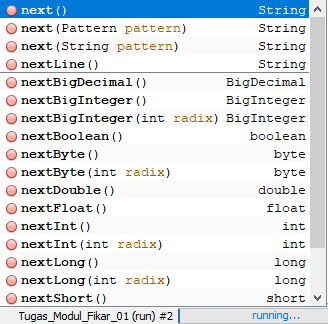 next() String
next(Pattern pattern) String
next(String pattern) String
nextLine() String
nextBigDecimal() BigDecimal
nextBigInteger() BigInteger
nextBigInteger(int radix) BigInteger
nextBoolean() boolean
nextByte() byte
nextByte(int radix) byte
nextDouble() double
nextFloat() float
nextInt() int
nextInt(int radix) int
nextLong() long
nextLong(int radix) long
nextShort() short
Tugas_Modul_Fikar_01 (run) #2 running...